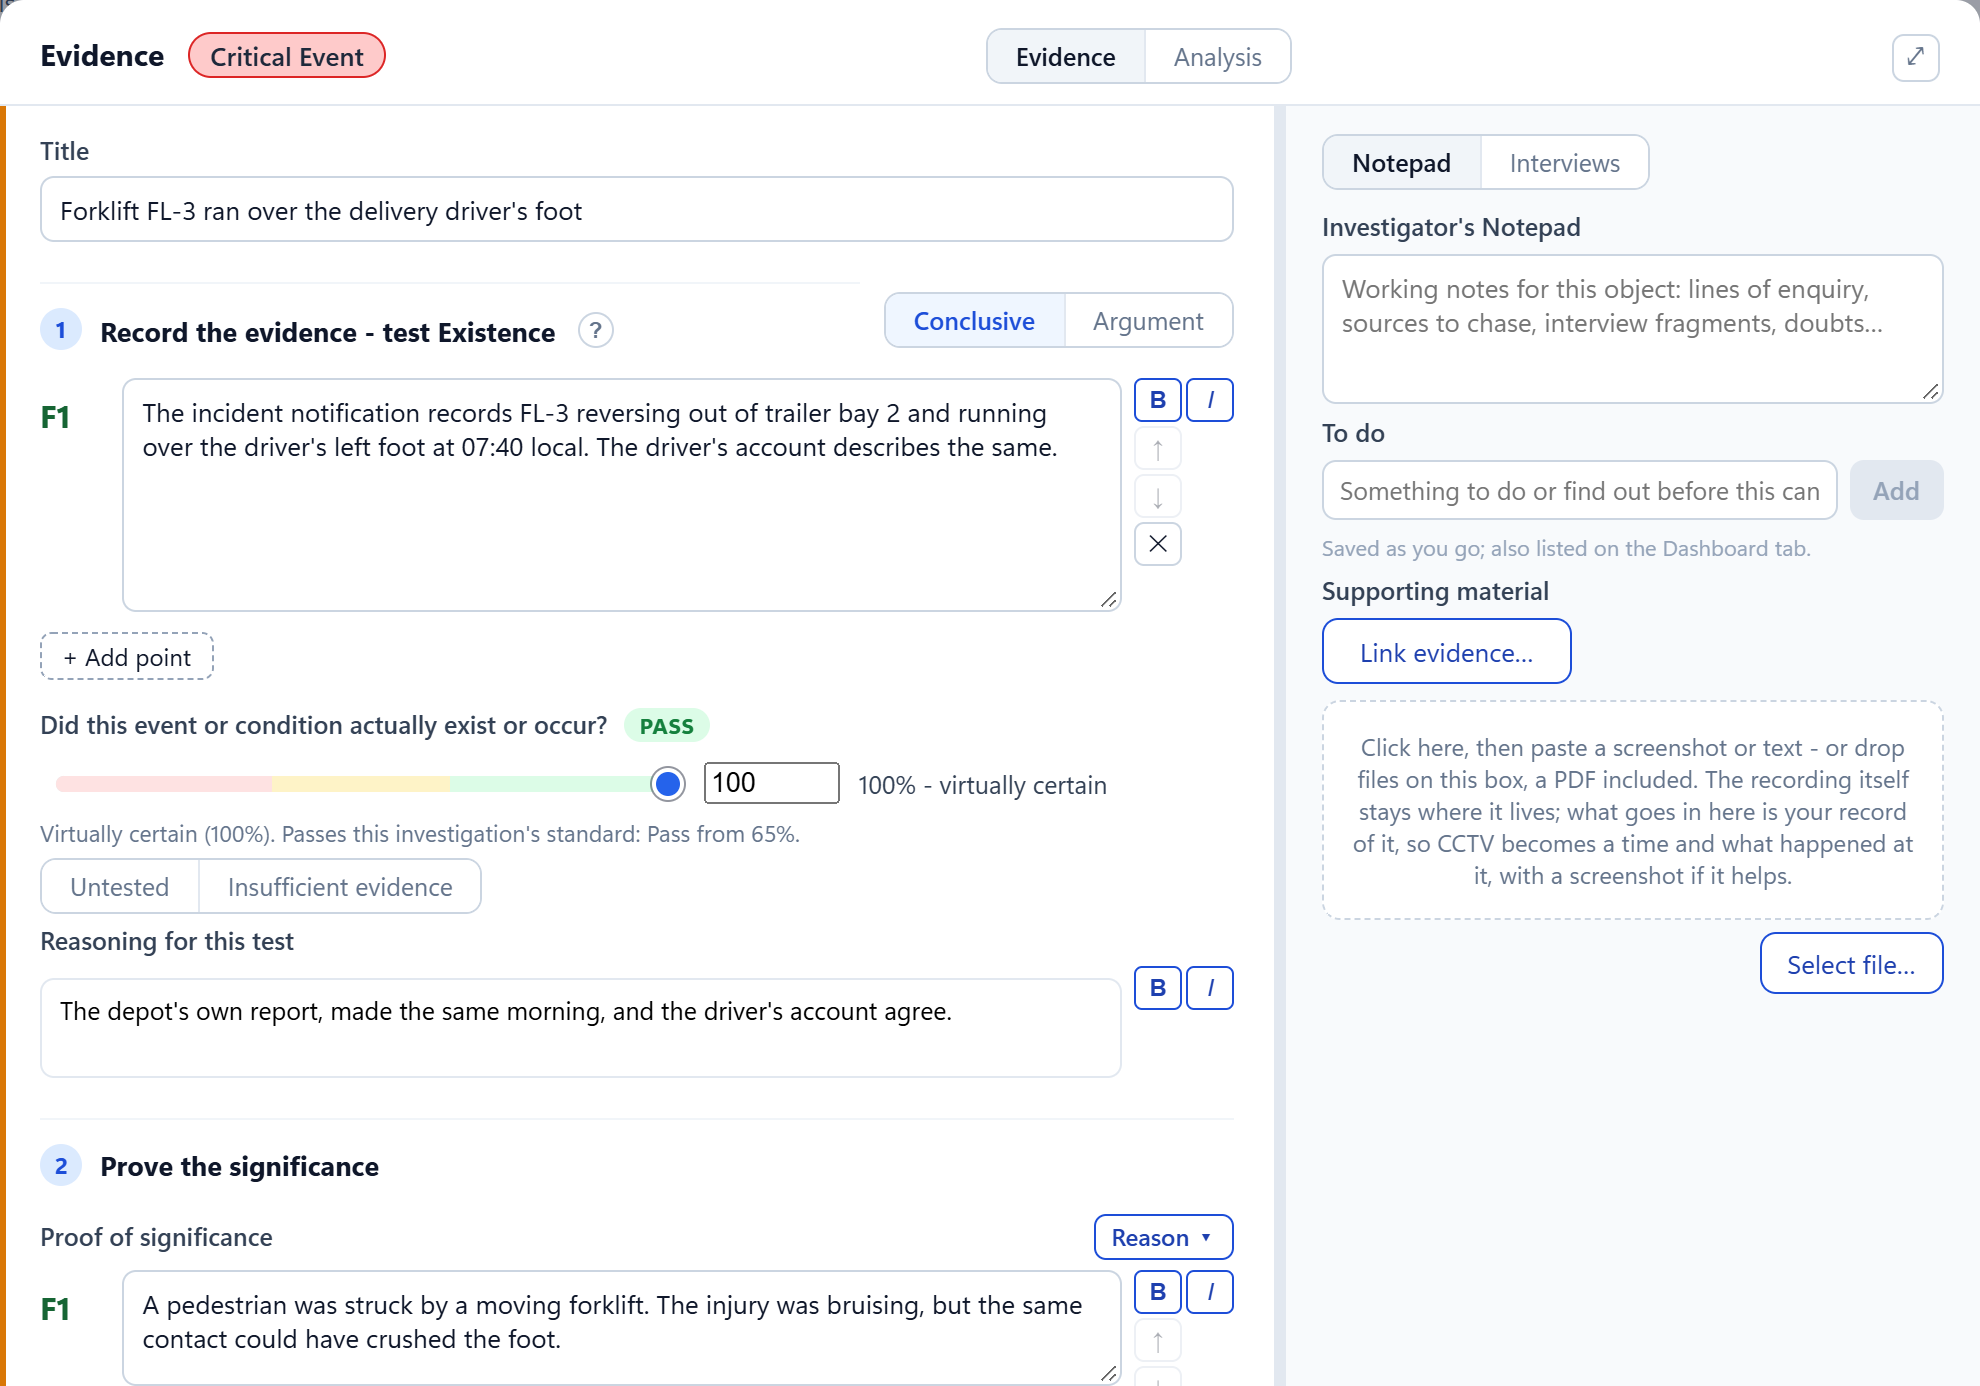 Evidence
Critical Event
Evidence
Analysis
Title
Forklift FL-3 ran over the delivery driver's foot
1
Record the evidence - test Existence
?
Conclusive
Argument
F1
The incident notification records FL-3 reversing out of trailer bay 2 and running
over the driver's left foot at 07:40 local. The driver's account describes the same.
B
I
↑
↓
+ Add point
Did this event or condition actually exist or occur?
PASS
100
100% - virtually certain
Virtually certain (100%). Passes this investigation's standard: Pass from 65%.
Untested
Insufficient evidence
Reasoning for this test
The depot's own report, made the same morning, and the driver's account agree.
B
I
2
Prove the significance
Proof of significance
Reason
F1
A pedestrian was struck by a moving forklift. The injury was bruising, but the same
contact could have crushed the foot.
B
I
↑
Notepad
Interviews
Investigator's Notepad
Working notes for this object: lines of enquiry,
sources to chase, interview fragments, doubts...
To do
Something to do or find out before this can
Add
Saved as you go; also listed on the Dashboard tab.
Supporting material
Link evidence...
Click here, then paste a screenshot or text - or drop
files on this box, a PDF included. The recording itself
stays where it lives; what goes in here is your record
of it, so CCTV becomes a time and what happened at
it, with a screenshot if it helps.
Select file...